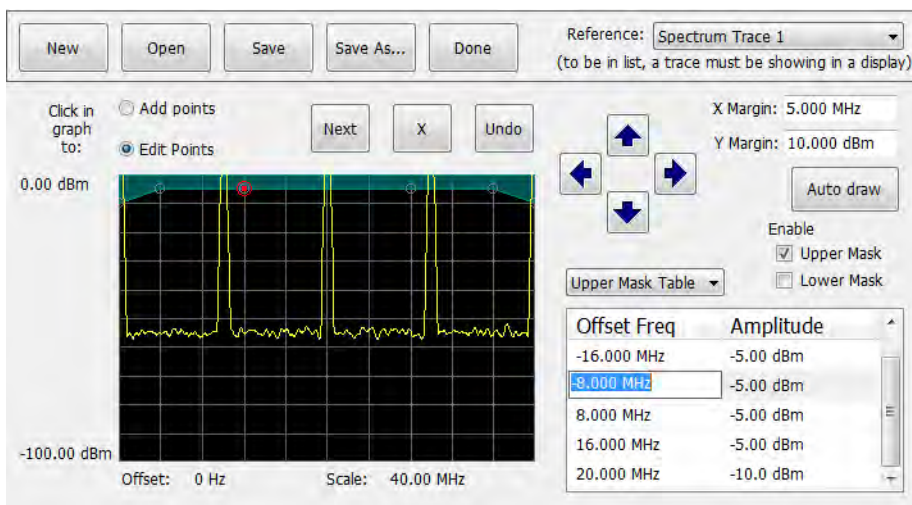 New Open Save Save As... Done
Reference: Spectrum Trace 1
(to be in list, a trace must be showing in a display)
Click in graph to:
Add points
Edit Points
Next X Undo
X Margin: 5.000 MHz
Y Margin: 10.000 dBm
Auto draw
Enable
Upper Mask
Lower Mask
0.00 dBm
-100.00 dBm
Offset: 0 Hz Scale: 40.00 MHz
Upper Mask Table
Offset Freq Amplitude
-16.000 MHz -5.00 dBm
-8.000 MHz -5.00 dBm
8.000 MHz -5.00 dBm
16.000 MHz -5.00 dBm
20.000 MHz -10.0 dBm